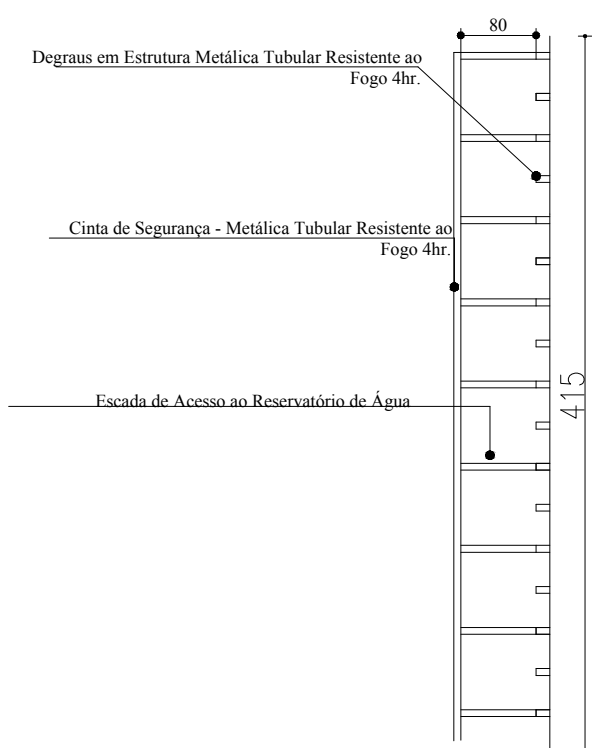 80
Degraus em Estrutura Metálica Tubular Resistente ao
Fogo 4hr.
Cinta de Segurança - Metálica Tubular Resistente ao
Fogo 4hr.
415
Escada de Acesso ao Reservatório de Água